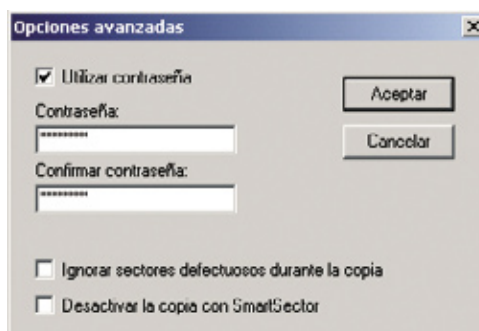 Opciones avanzadas
Utilizar contraseña
Contraseña:
*********
Confirmar contraseña:
*********
Aceptar
Cancelar
Ignorar sectores defectuosos durante la copia
Desactivar la copia con SmartSector